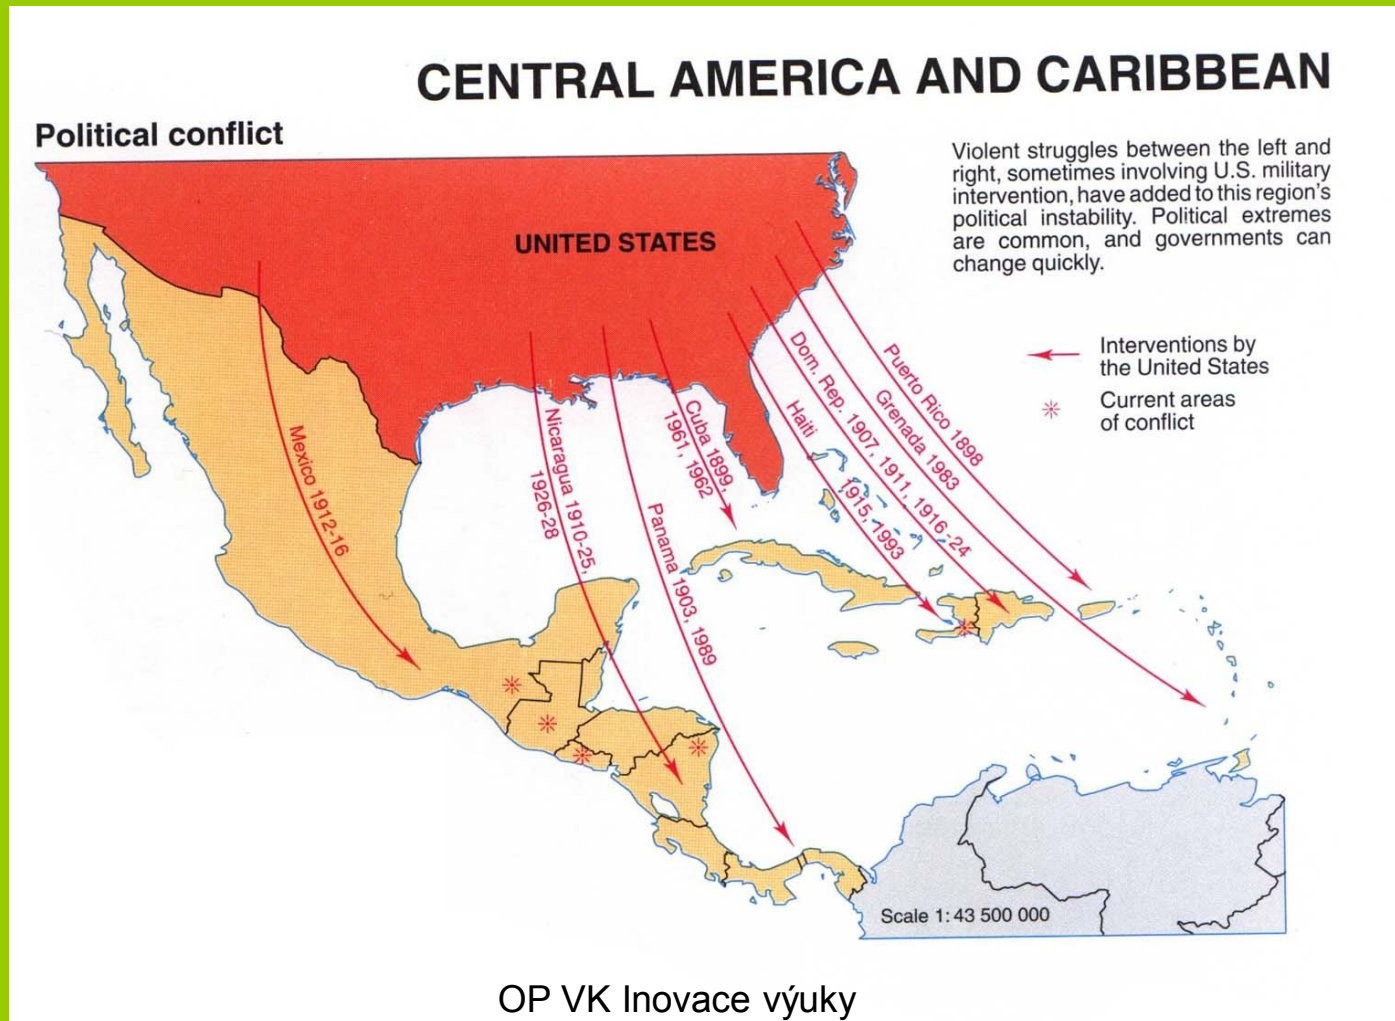 CENTRAL AMERICA AND CARIBBEAN
Political conflict
Violent struggles between the left and
right, sometimes involving U.S. military
intervention, have added to this region's
political instability. Political extremes
are common, and governments can
change quickly.
UNITED STATES
Interventions by
the United States
Current areas
of conflict
Mexico 1912-16
Nicaragua 1910-25,
1926-28
Panama 1903, 1989
Cuba 1899,
1961, 1962
Haiti 1915, 1993
Dom. Rep. 1907, 1911, 1916-24
Grenada 1983
Puerto Rico 1898
Scale 1:43 500 000
OP VK Inovace výuky